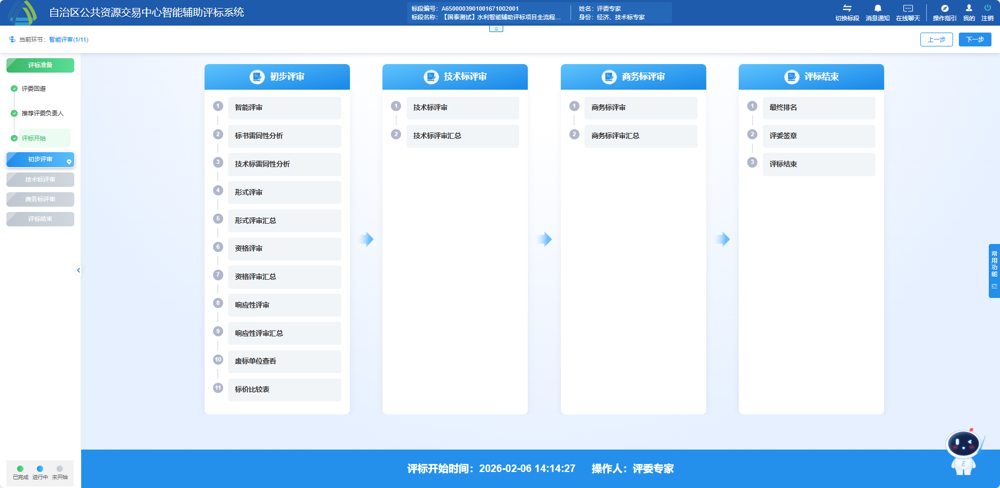 自治区公共资源交易中心智能辅助评标系统
标段编号：A6500003901001671002001
标段名称：【国泰测试】水利智能辅助评标项目全流程...
姓名：评委专家
身份：经济、技术标专家
切换标段
消息通知
在线聊天
操作指引
我的
注销
当前环节：智能评审(1/11)
上一步
下一步
评标准备
评委回避
推荐评委负责人
评标开始
初步评审
技术标评审
商务标评审
评标结束
初步评审
1 智能评审
2 标书雷同性分析
3 技术标雷同性分析
4 形式评审
5 形式评审汇总
6 资格评审
7 资格评审汇总
8 响应性评审
9 响应性评审汇总
10 废标单位查看
11 标价比较表
技术标评审
1 技术标评审
2 技术标评审汇总
商务标评审
1 商务标评审
2 商务标评审汇总
评标结束
1 最终排名
2 评委签章
3 评标结束
常用功能
已完成
进行中
未开始
评标开始时间：2026-02-06 14:14:27
操作人：评委专家
E